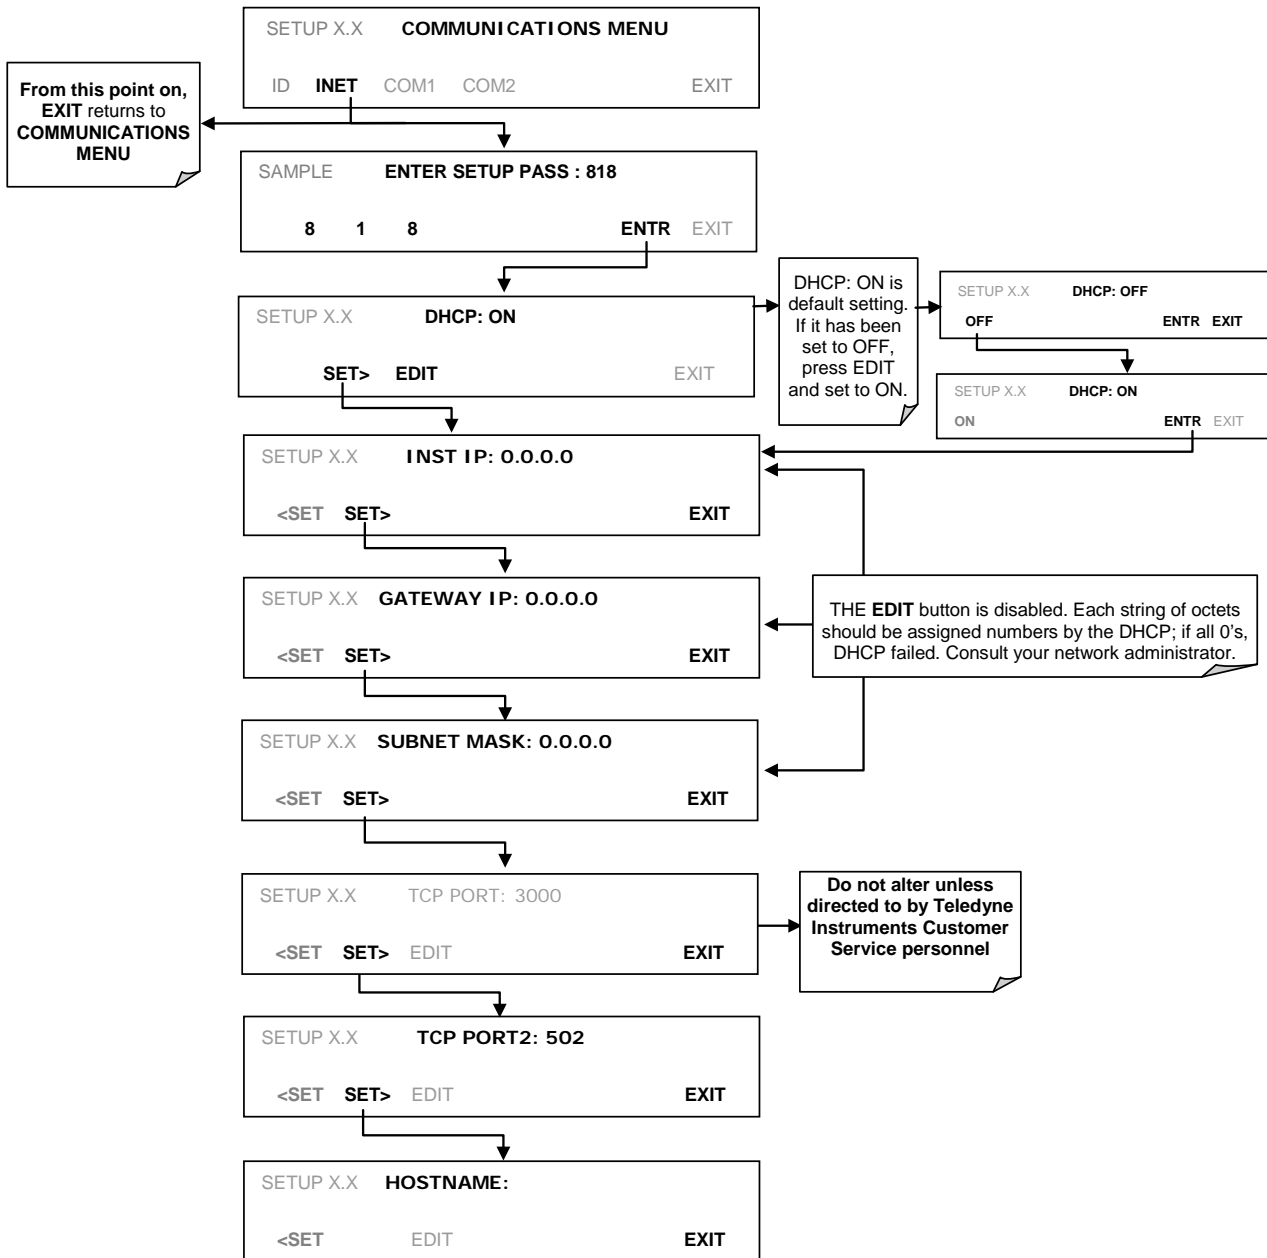 SETUP X.X COMMUNICATIONS MENU
ID INET COM1 COM2 EXIT
From this point on,
EXIT returns to
COMMUNICATIONS
MENU
SAMPLE ENTER SETUP PASS : 818
8 1 8 ENTR EXIT
SETUP X.X DHCP: ON
SET> EDIT EXIT
DHCP: ON is
default setting.
If it has been
set to OFF,
press EDIT
and set to ON.
SETUP X.X DHCP: OFF
OFF ENTR EXIT
SETUP X.X DHCP: ON
ON ENTR EXIT
SETUP X.X INST IP: 0.0.0.0
<SET SET> EXIT
SETUP X.X GATEWAY IP: 0.0.0.0
<SET SET> EXIT
THE EDIT button is disabled. Each string of octets
should be assigned numbers by the DHCP; if all 0's,
DHCP failed. Consult your network administrator.
SETUP X.X SUBNET MASK: 0.0.0.0
<SET SET> EXIT
SETUP X.X TCP PORT: 3000
<SET SET> EDIT EXIT
Do not alter unless
directed to by Teledyne
Instruments Customer
Service personnel
SETUP X.X TCP PORT2: 502
<SET SET> EDIT EXIT
SETUP X.X HOSTNAME:
<SET EDIT EXIT